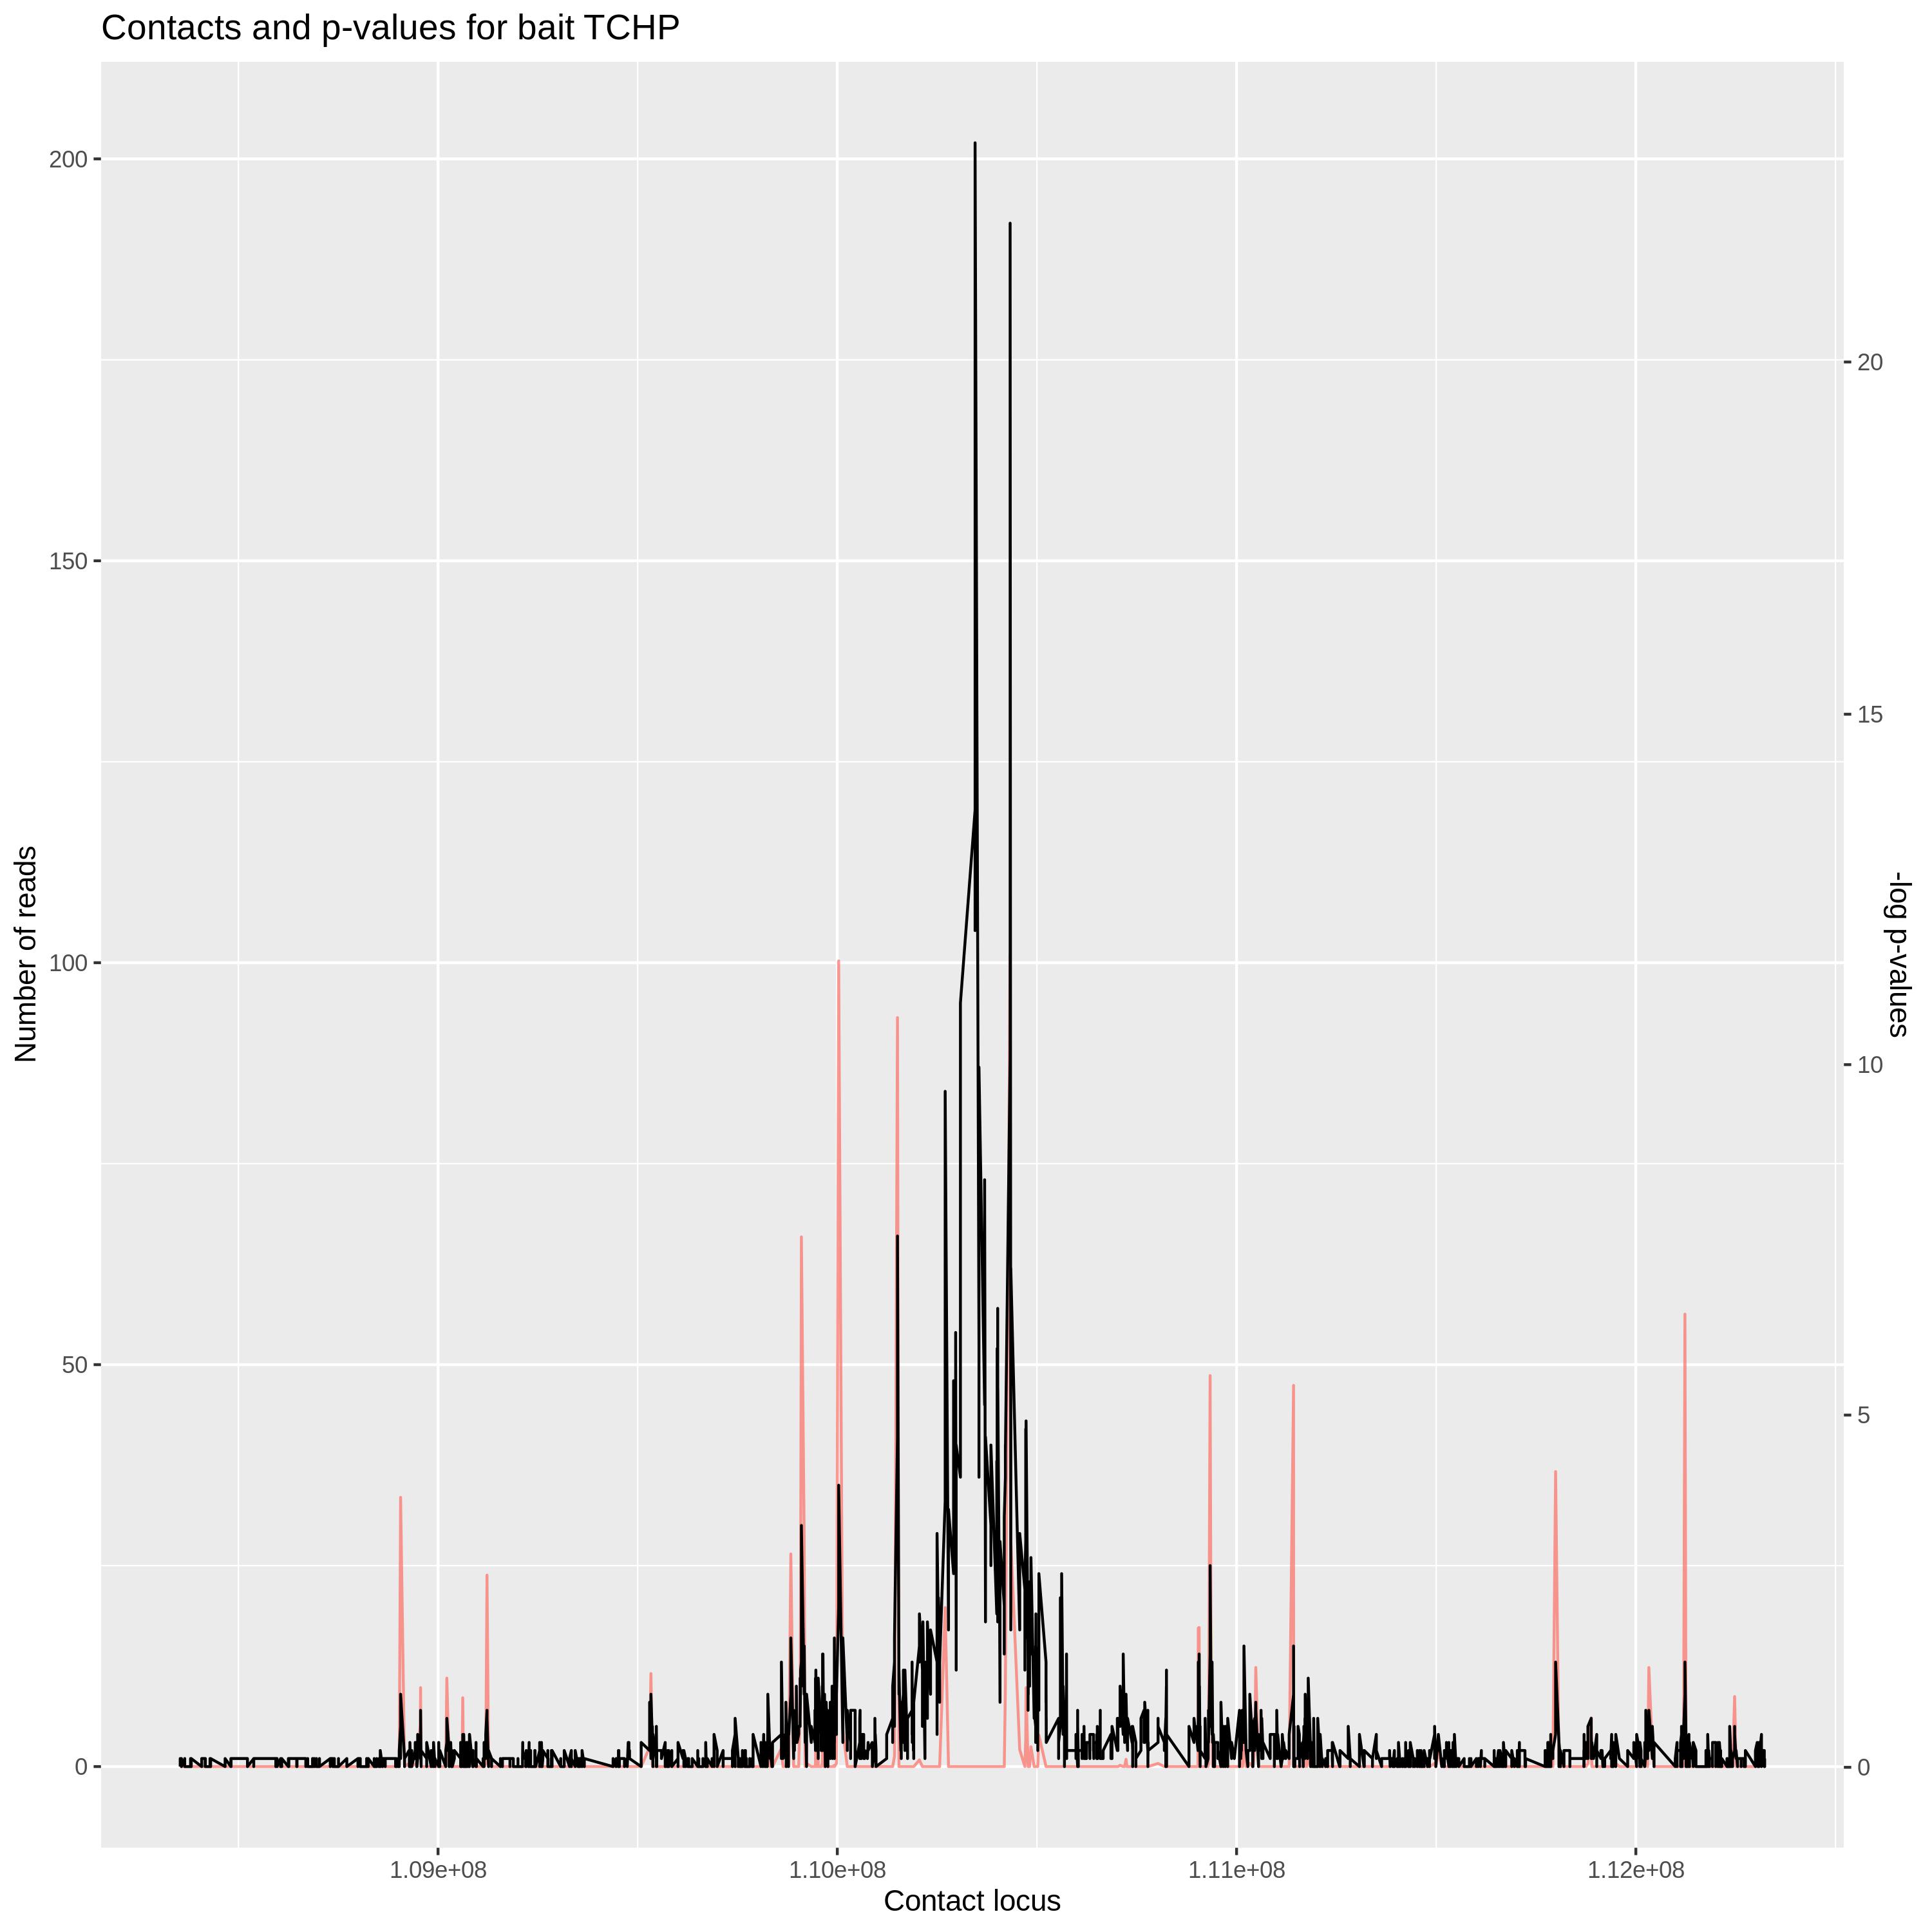 Contacts and p-values for bait TCHP
200
150
100
50
0
Number of reads
20
15
10
5
0
-log p-values
1.09e+08
1.10e+08
1.11e+08
1.12e+08
Contact locus